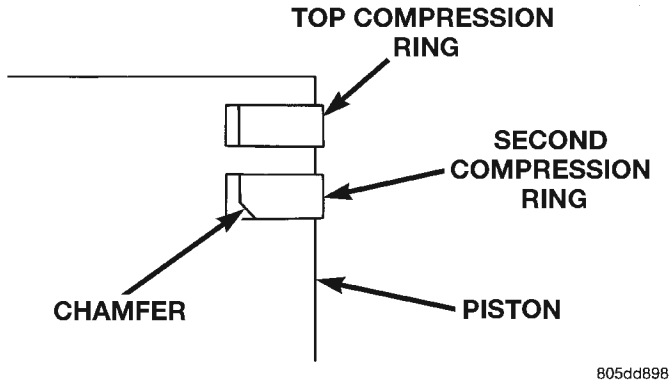 TOP COMPRESSION
RING
SECOND
COMPRESSION
RING
CHAMFER
PISTON
805dd898